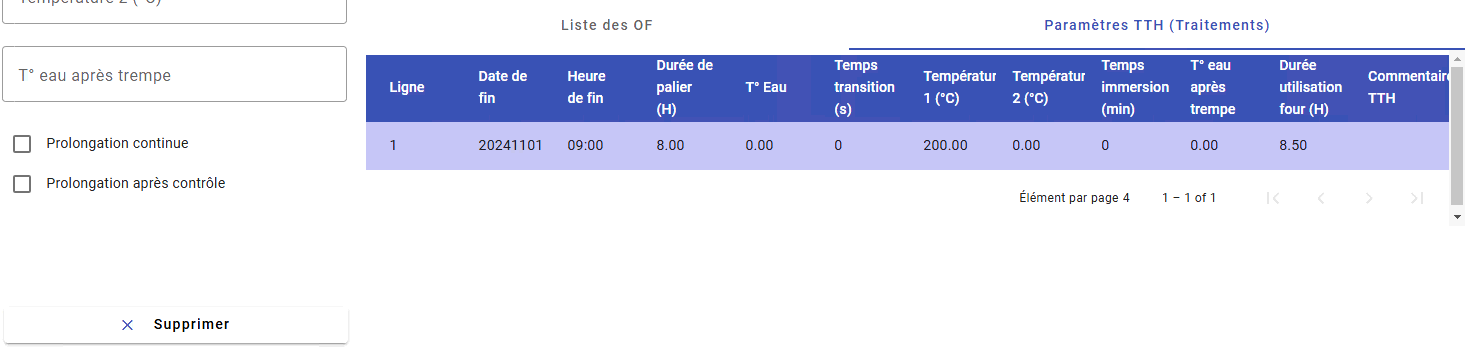 Température 2 (°C)
T° eau après trempe
Prolongation continue
Prolongation après contrôle
Supprimer
Liste des OF
Paramètres TTH (Traitements)
Ligne
Date de
fin
Heure
de fin
Durée de
palier
(H)
T° Eau
Temps
transition
(s)
Températur
1 (°C)
Températur
2 (°C)
Temps
immersion
(min)
T° eau
après
trempe
Durée
utilisation
four (H)
Commentaire
TTH
1 20241101 09:00 8.00 0.00 0 200.00 0.00 0 0.00 8.50
Élément par page 4 1 – 1 of 1